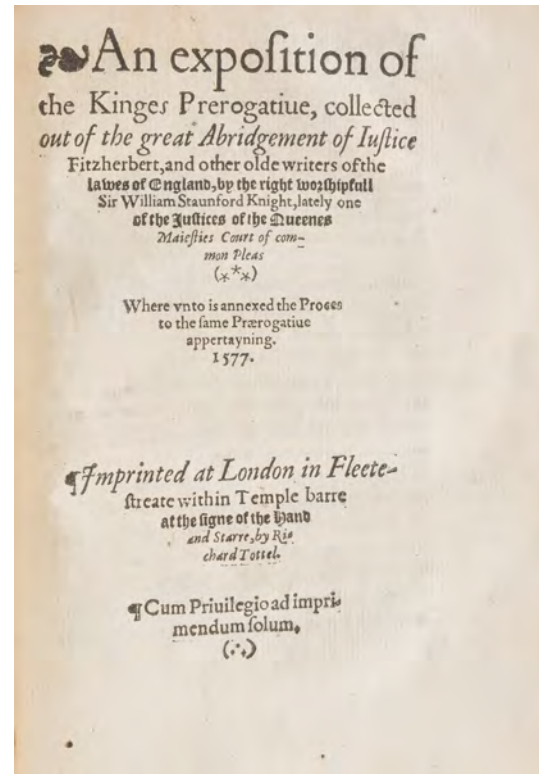 ❧An expoſition of
the Kinges Prerogatiue, collected
out of the great Abridgement of Iuſtice
Fitzherbert,and other olde writers of the
lawes of England,by the right worſhipfull
Sir William Staunford Knight,lately one
of the Juſtices of the Queenes
Maieſties Court of com-
mon Pleas
(⁎*⁎)
Where vnto is annexed the Proces
to the ſame Prærogatiue
appertayning.
1577.
¶Imprinted at London in Fleete-
ſtreate within Temple barre
at the ſigne of the Hand
and Starre,by Ri-
chard Tottel.
¶Cum Priuilegio ad impri-
mendum ſolum.
(∴)